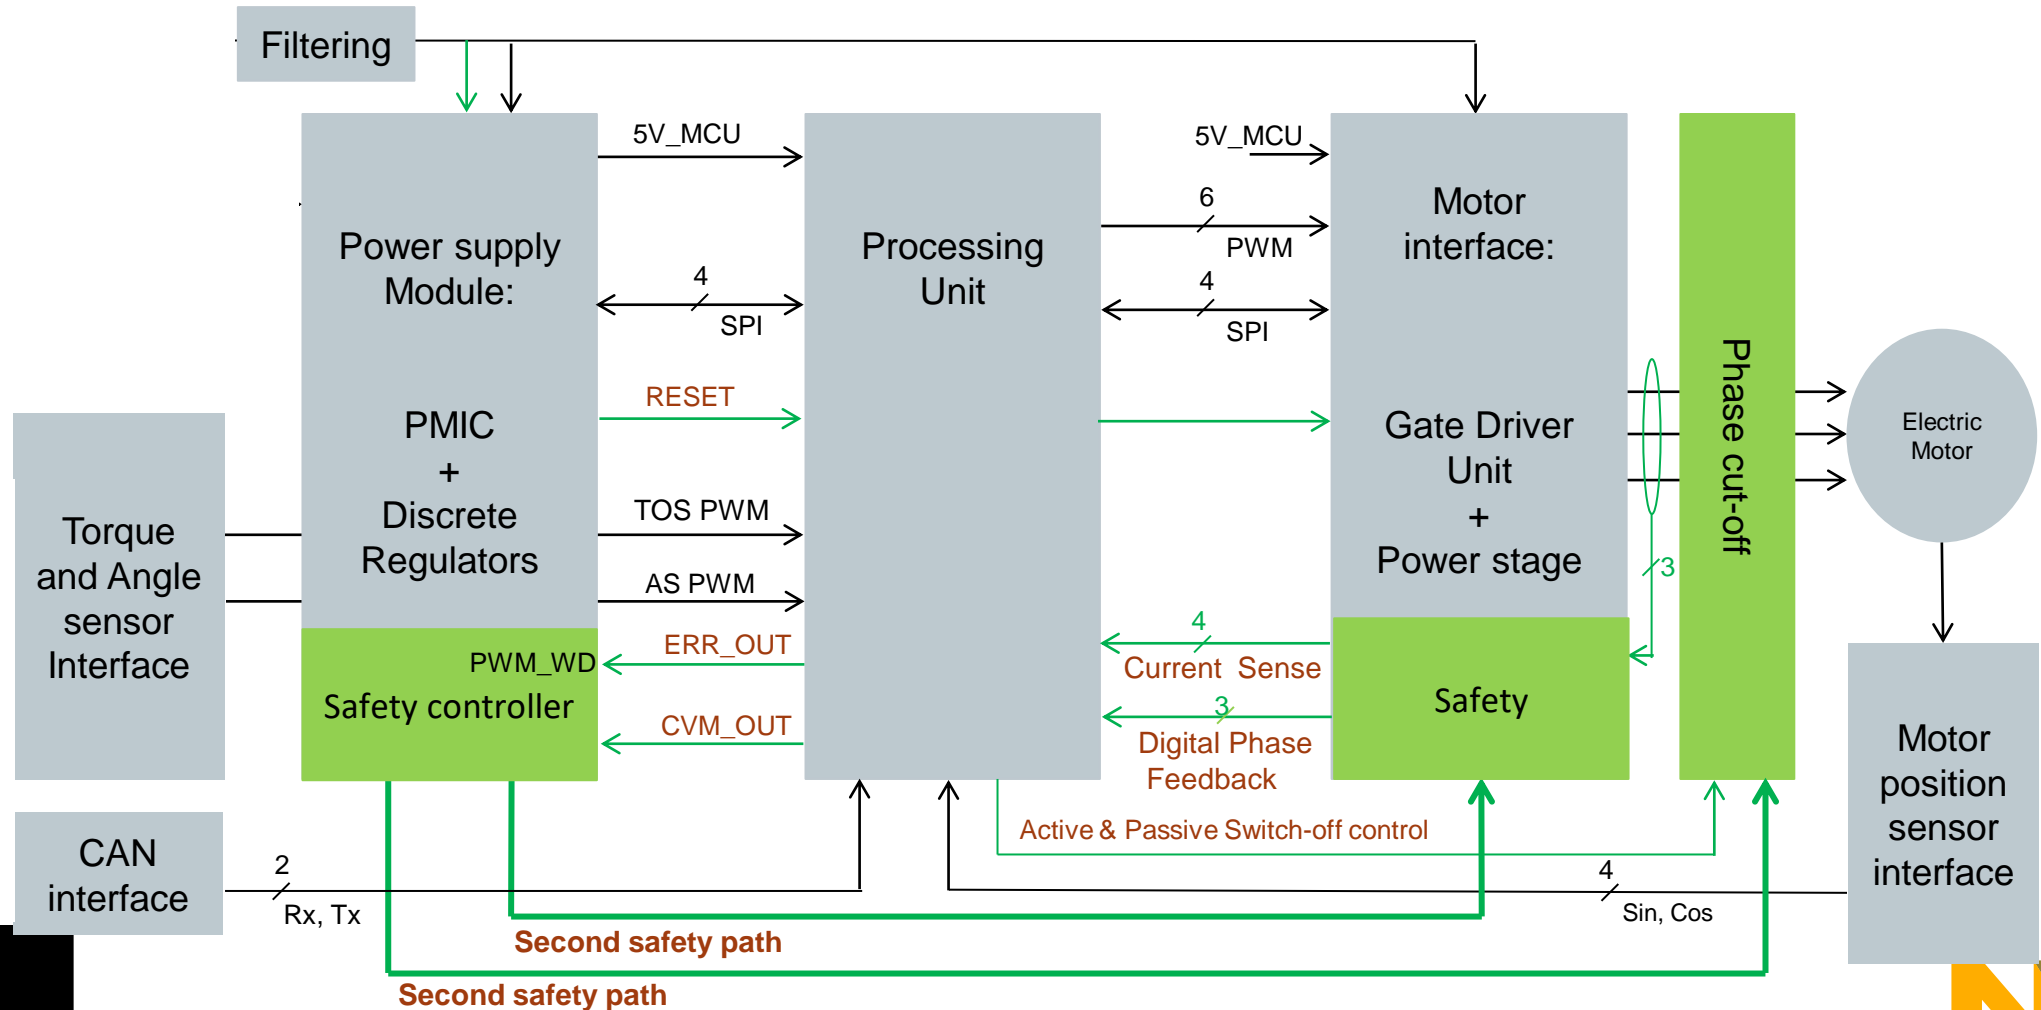 Filtering
5V_MCU
5V_MCU
Power supply
Module:
PMIC
+
Discrete
Regulators
Processing
Unit
Motor
interface:
Gate Driver
Unit
+
Power stage
6
PWM
4
SPI
4
SPI
RESET
TOS PWM
AS PWM
ERR_OUT
PWM_WD
CVM_OUT
Safety controller
Torque
and Angle
sensor
Interface
4
Current Sense
3
Digital Phase
Feedback
Safety
3
Phase cut-off
Electric
Motor
Motor
position
sensor
interface
Active & Passive Switch-off control
CAN
interface
2
Rx, Tx
4
Sin, Cos
Second safety path
Second safety path